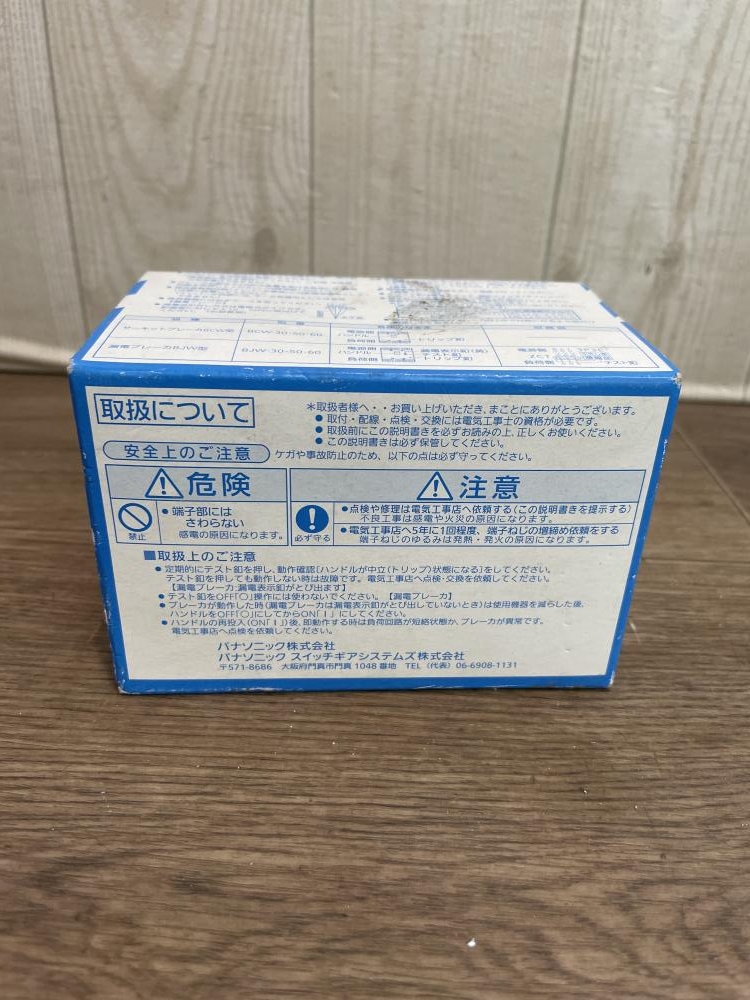 サーキットブレーカBCW型
BCW-30・50・60
ハンドル
トリップ釦
漏電ブレーカBJW型
BJW-30・50・60
ハンドル
テスト釦
トリップ釦
取扱について
※取扱者様へ・・お買い上げいただき、まことにありがとうございます。
● 取付・配線・点検・交換には電気工事士の資格が必要です。
● 取扱前にこの説明書きを必ずお読みの上、正しくお使いください。
● この説明書きは必ず保管してください。
安全上のご注意
ケガや事故防止のため、以下の点は必ず守ってください。
危険
禁止
● 端子部には
さわらない
感電の原因になります。
注意
必ず守る
●点検や修理は電気工事店へ依頼する(この説明書きを提示する)
不良工事は感電や火災の原因になります。
●電気工事店へ5年に1回程度、端子ねじの増締め依頼をする
端子ねじのゆるみは発熱・発火の原因になります。
■取扱上のご注意
● 定期的にテスト釦を押し、動作確認〔ハンドルが中立(トリップ)状態になる〕をしてください。
テスト釦を押しても動作しない時は故障です。電気工事店へ点検・交換を依頼してください。
【漏電ブレーカ：漏電表示釦がとび出ます】
● テスト釦をOFF「〇」操作には使わないでください。【漏電ブレーカ】
● ブレーカが動作した時(漏電ブレーカは漏電表示釦がとび出していないとき)は使用機器を減らした後、
ハンドルをOFF「〇」にしてからON「I」にしてください。
● ハンドルの再投入(ON「I」)後、即動作する時は負荷回路が短絡状態か、ブレーカが異常です。
電気工事店へ点検を依頼してください。
パナソニック株式会社
パナソニック スイッチギアシステムズ株式会社
〒571-8686 大阪府門真市門真 1048 番地 TEL(代表) 06-6908-1131